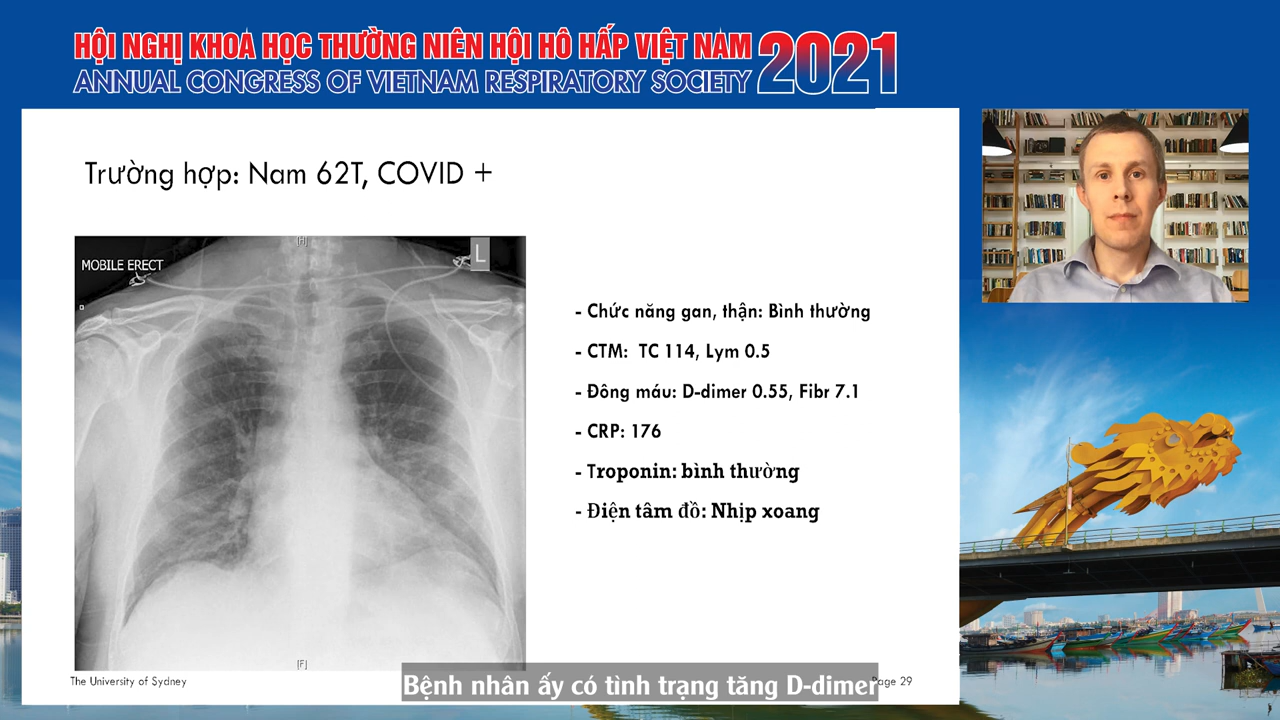 HỘI NGHỊ KHOA HỌC THƯỜNG NIÊN HỘI HÔ HẤP VIỆT NAM 2021
ANNUAL CONGRESS OF VIETNAM RESPIRATORY SOCIETY
Trường hợp: Nam 62T, COVID +
[H]
L
MOBILE ERECT
- Chức năng gan, thận: Bình thường
- CTM: TC 114, Lym 0.5
- Đông máu: D-dimer 0.55, Fibr 7.1
- CRP: 176
- Troponin: bình thường
- Điện tâm đồ: Nhịp xoang
[F]
The University of Sydney
Page 29
Bệnh nhân ấy có tình trạng tăng D-dimer